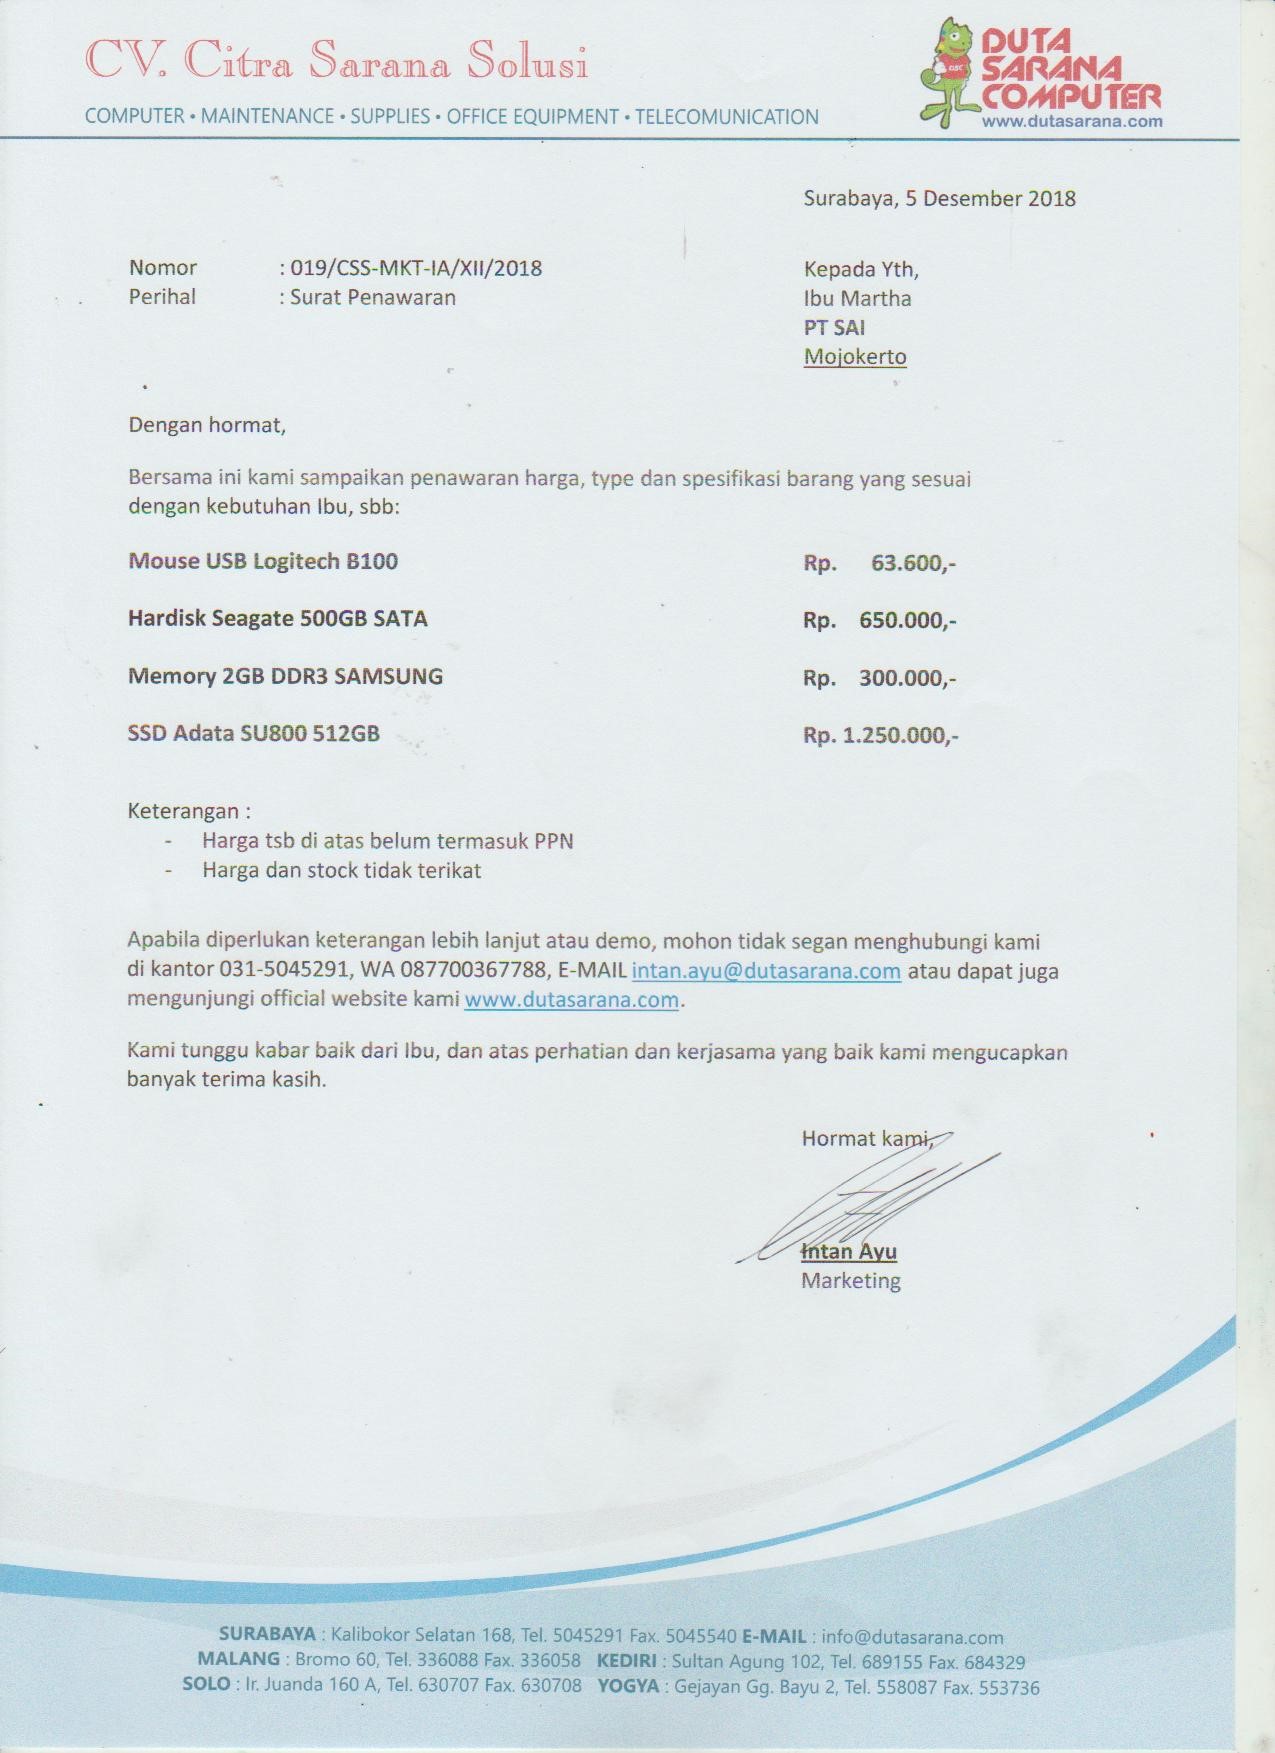 CV. Citra Sarana Solusi
COMPUTER • MAINTENANCE • SUPPLIES • OFFICE EQUIPMENT • TELECOMUNICATION
DSC
DUTA
SARANA
COMPUTER
www.dutasarana.com
Surabaya, 5 Desember 2018
Nomor : 019/CSS-MKT-IA/XII/2018
Perihal : Surat Penawaran
Kepada Yth,
Ibu Martha
PT SAI
Mojokerto
Dengan hormat,
Bersama ini kami sampaikan penawaran harga, type dan spesifikasi barang yang sesuai
dengan kebutuhan Ibu, sbb:
Mouse USB Logitech B100 Rp. 63.600,-
Hardisk Seagate 500GB SATA Rp. 650.000,-
Memory 2GB DDR3 SAMSUNG Rp. 300.000,-
SSD Adata SU800 512GB Rp. 1.250.000,-
Keterangan :
- Harga tsb di atas belum termasuk PPN
- Harga dan stock tidak terikat
Apabila diperlukan keterangan lebih lanjut atau demo, mohon tidak segan menghubungi kami
di kantor 031-5045291, WA 087700367788, E-MAIL intan.ayu@dutasarana.com atau dapat juga
mengunjungi official website kami www.dutasarana.com.
Kami tunggu kabar baik dari Ibu, dan atas perhatian dan kerjasama yang baik kami mengucapkan
banyak terima kasih.
Hormat kami,
Intan Ayu
Marketing
SURABAYA : Kalibokor Selatan 168, Tel. 5045291 Fax. 5045540 E-MAIL : info@dutasarana.com
MALANG : Bromo 60, Tel. 336088 Fax. 336058 KEDIRI : Sultan Agung 102, Tel. 689155 Fax. 684329
SOLO : Ir. Juanda 160 A, Tel. 630707 Fax. 630708 YOGYA : Gejayan Gg. Bayu 2, Tel. 558087 Fax. 553736